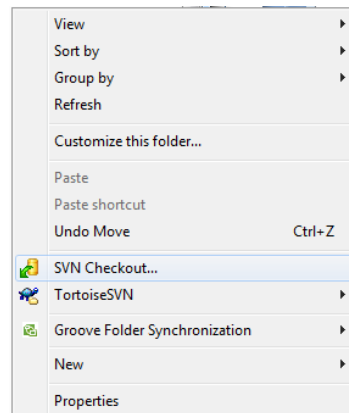 View
Sort by
Group by
Refresh
Customize this folder...
Paste
Paste shortcut
Undo Move Ctrl+Z
SVN Checkout...
TortoiseSVN
Groove Folder Synchronization
New
Properties